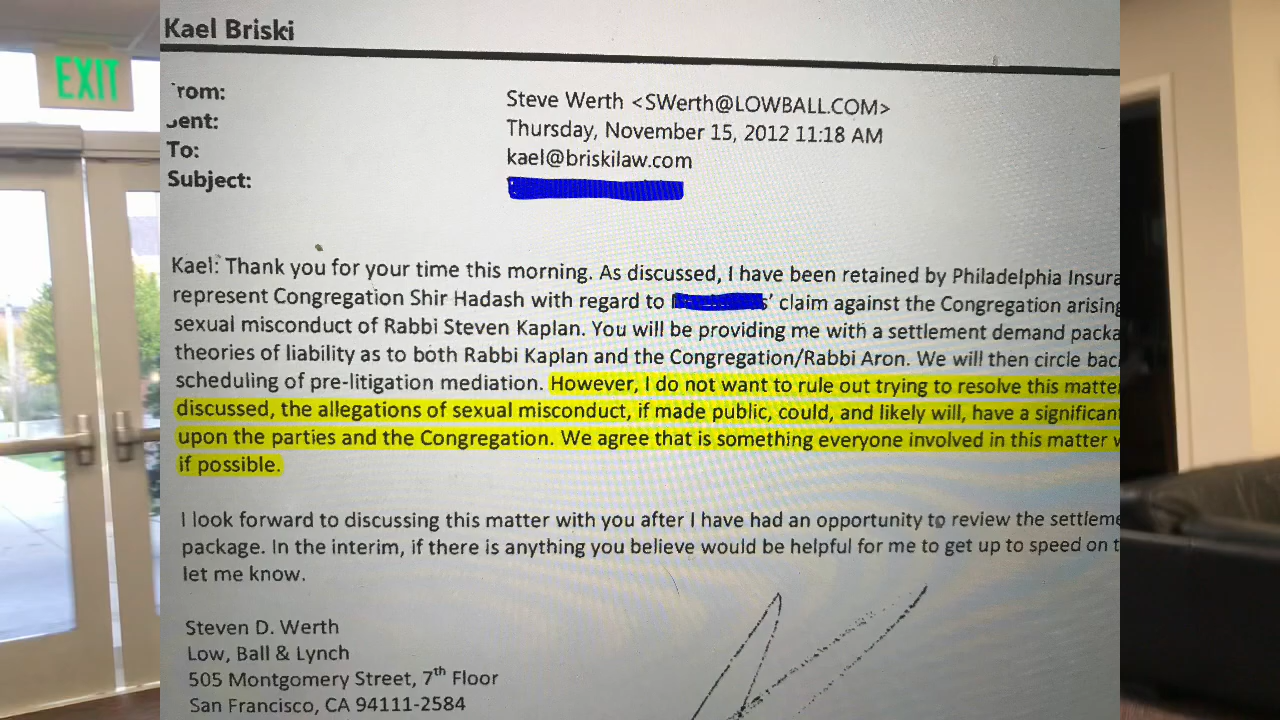 EXIT
Kael Briski
rom:
Steve Werth <SWerth@LOWBALL.COM>
ent:
Thursday, November 15, 2012 11:18 AM
To:
kael@briskilaw.com
Subject:
Kael: Thank you for your time this morning. As discussed, I have been retained by Philadelphia Insura
represent Congregation Shir Hadash with regard to ' claim against the Congregation arising
sexual misconduct of Rabbi Steven Kaplan. You will be providing me with a settlement demand packa
theories of liability as to both Rabbi Kaplan and the Congregation/Rabbi Aron. We will then circle bac
scheduling of pre-litigation mediation. However, I do not want to rule out trying to resolve this matte
discussed, the allegations of sexual misconduct, if made public, could, and likely will, have a significant
upon the parties and the Congregation. We agree that is something everyone involved in this matter
if possible.
I look forward to discussing this matter with you after I have had an opportunity to review the settleme
package. In the interim, if there is anything you believe would be helpful for me to get up to speed on t
let me know.
Steven D. Werth
Low, Ball & Lynch
505 Montgomery Street, 7th Floor
San Francisco, CA 94111-2584